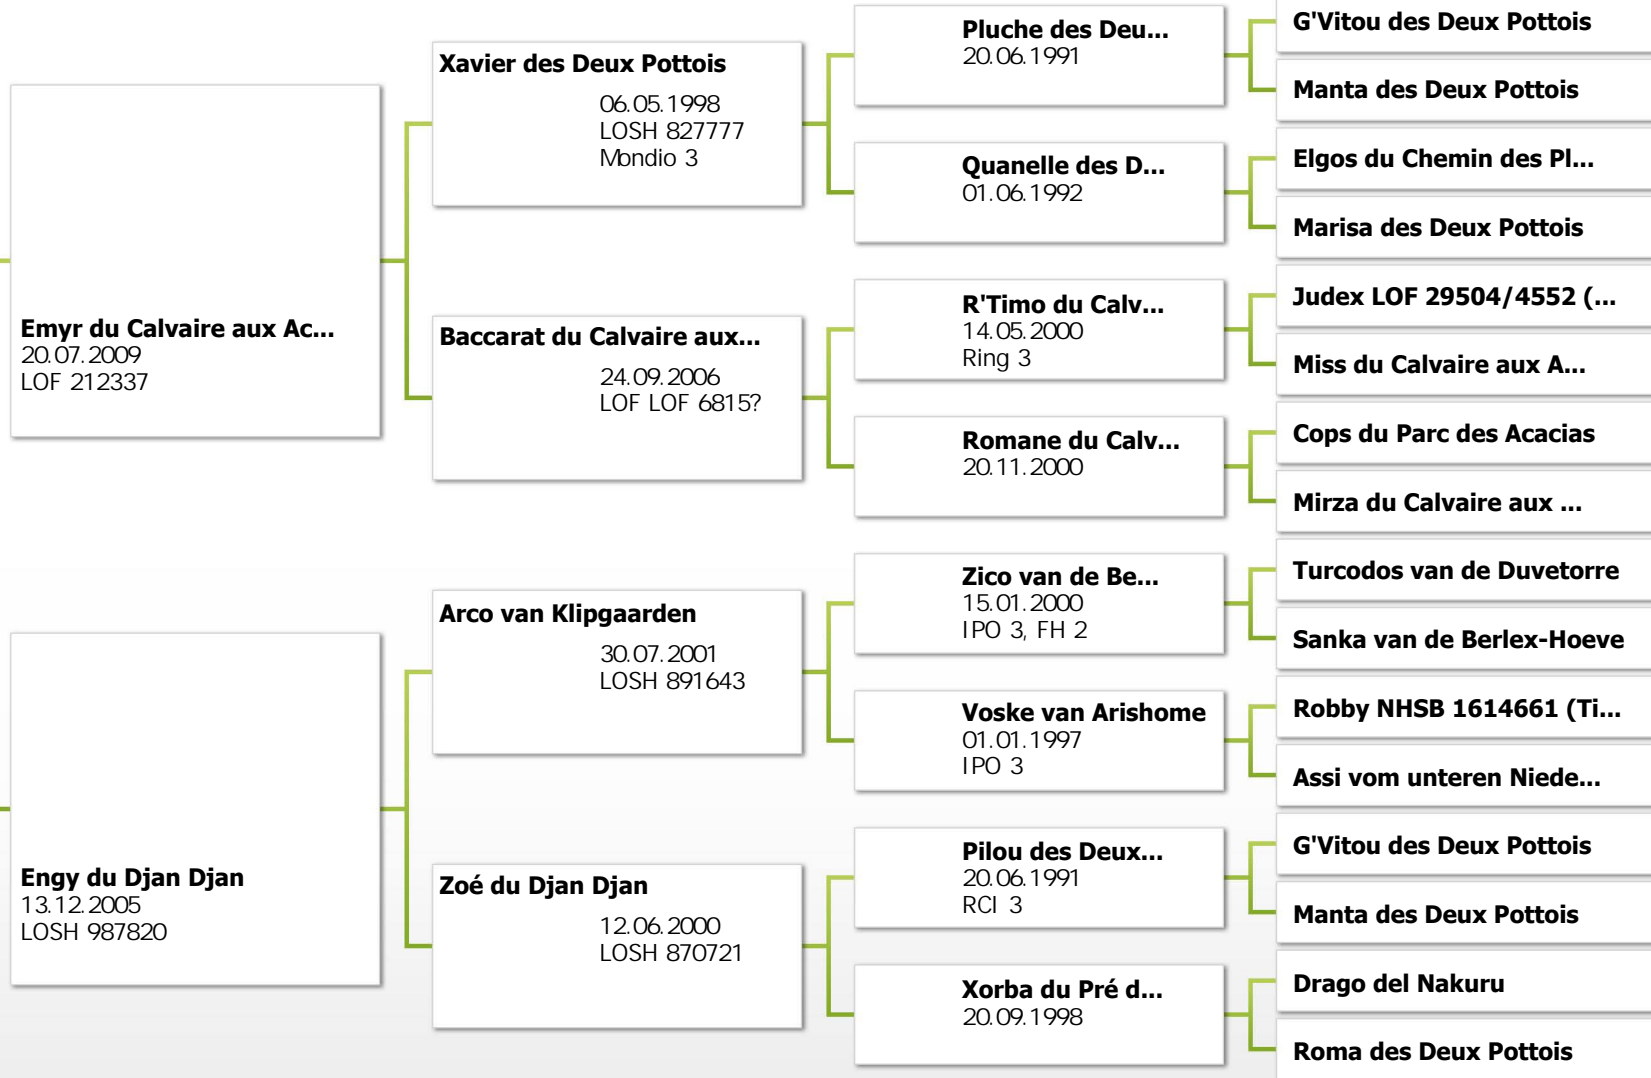 Emyr du Calvaire aux Ac...
20.07.2009
LOF 212337
Engy du Djan Djan
13.12.2005
LOSH 987820
Xavier des Deux Pottois
06.05.1998
LOSH 827777
Mondio 3
Baccarat du Calvaire aux...
24.09.2006
LOF LOF 6815?
Arco van Klipgaarden
30.07.2001
LOSH 891643
Zoé du Djan Djan
12.06.2000
LOSH 870721
Pluche des Deu...
20.06.1991
Quanelle des D...
01.06.1992
R'Timo du Calv...
14.05.2000
Ring 3
Romane du Calv...
20.11.2000
Zico van de Be...
15.01.2000
IPO 3, FH 2
Voske van Arishome
01.01.1997
IPO 3
Pilou des Deux...
20.06.1991
RCI 3
Xorba du Pré d...
20.09.1998
G'Vitou des Deux Pottois
Manta des Deux Pottois
Elgos du Chemin des Pl...
Marisa des Deux Pottois
Judex LOF 29504/4552 (...
Miss du Calvaire aux A...
Cops du Parc des Acacias
Mirza du Calvaire aux ...
Turcodos van de Duvetorre
Sanka van de Berlex-Hoeve
Robby NHSB 1614661 (Ti...
Assi vom unteren Niede...
G'Vitou des Deux Pottois
Manta des Deux Pottois
Drago del Nakuru
Roma des Deux Pottois